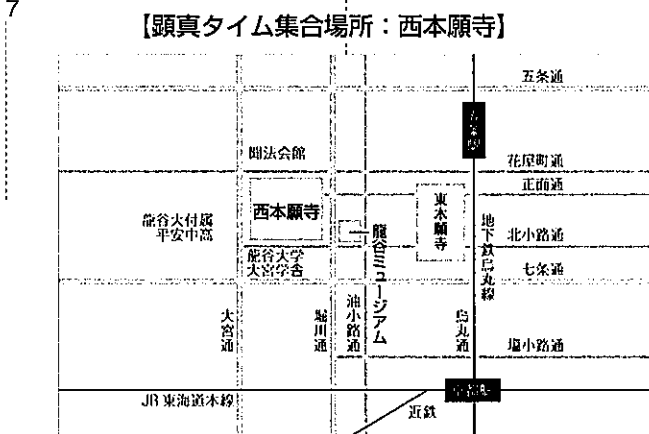 7
【顕真タイム集合場所：西本願寺】
五条通
五条駅
聞法会館
花屋町通
正面通
西本願寺
東本願寺
龍谷大付属
平安中高
地下鉄烏丸線
北小路通
龍谷ミュージアム
龍谷大学
大宮学舎
七条通
大宮通
堀川通
油小路通
烏丸通
塩小路通
京都駅
JR東海道本線
近鉄